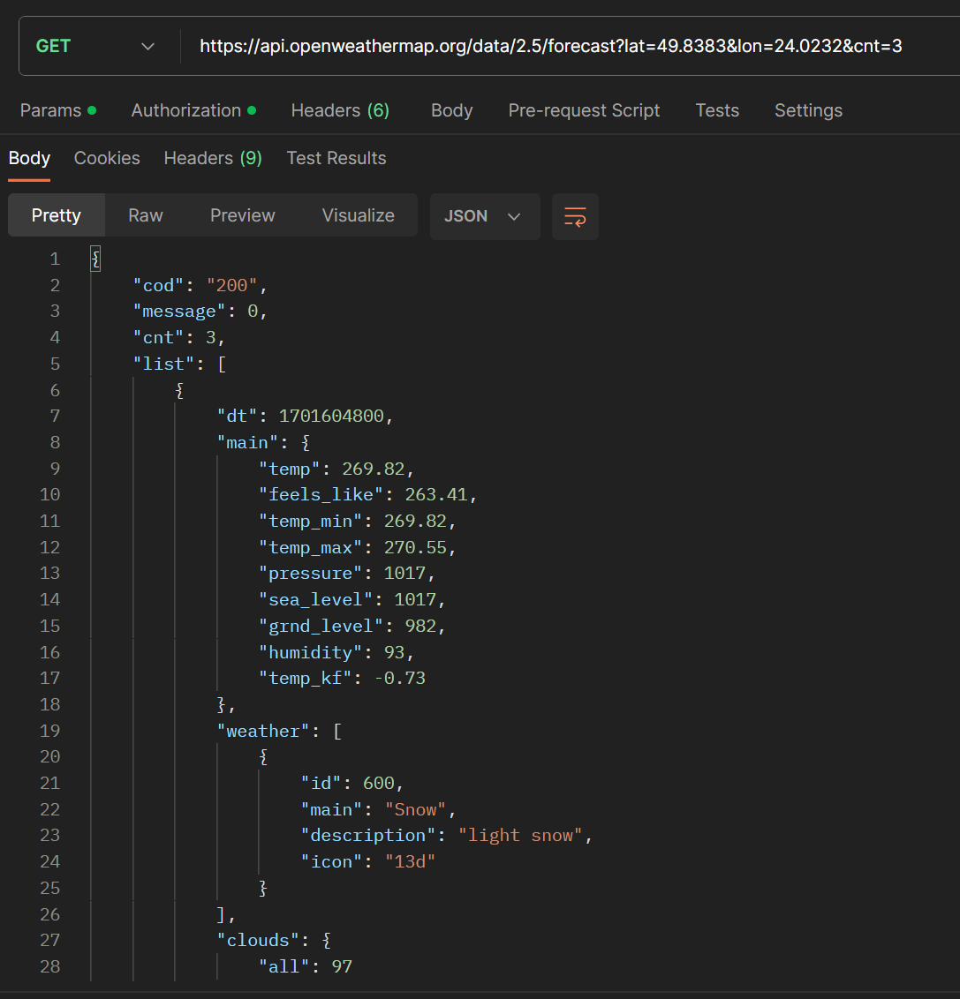 GET https://api.openweathermap.org/data/2.5/forecast?lat=49.8383&lon=24.0232&cnt=3
Params Authorization Headers (6) Body Pre-request Script Tests Settings
Body Cookies Headers (9) Test Results
Pretty Raw Preview Visualize JSON
1 {
2 "cod": "200",
3 "message": 0,
4 "cnt": 3,
5 "list": [
6 {
7 "dt": 1701604800,
8 "main": {
9 "temp": 269.82,
10 "feels_like": 263.41,
11 "temp_min": 269.82,
12 "temp_max": 270.55,
13 "pressure": 1017,
14 "sea_level": 1017,
15 "grnd_level": 982,
16 "humidity": 93,
17 "temp_kf": -0.73
18 },
19 "weather": [
20 {
21 "id": 600,
22 "main": "Snow",
23 "description": "light snow",
24 "icon": "13d"
25 }
26 ],
27 "clouds": {
28 "all": 97